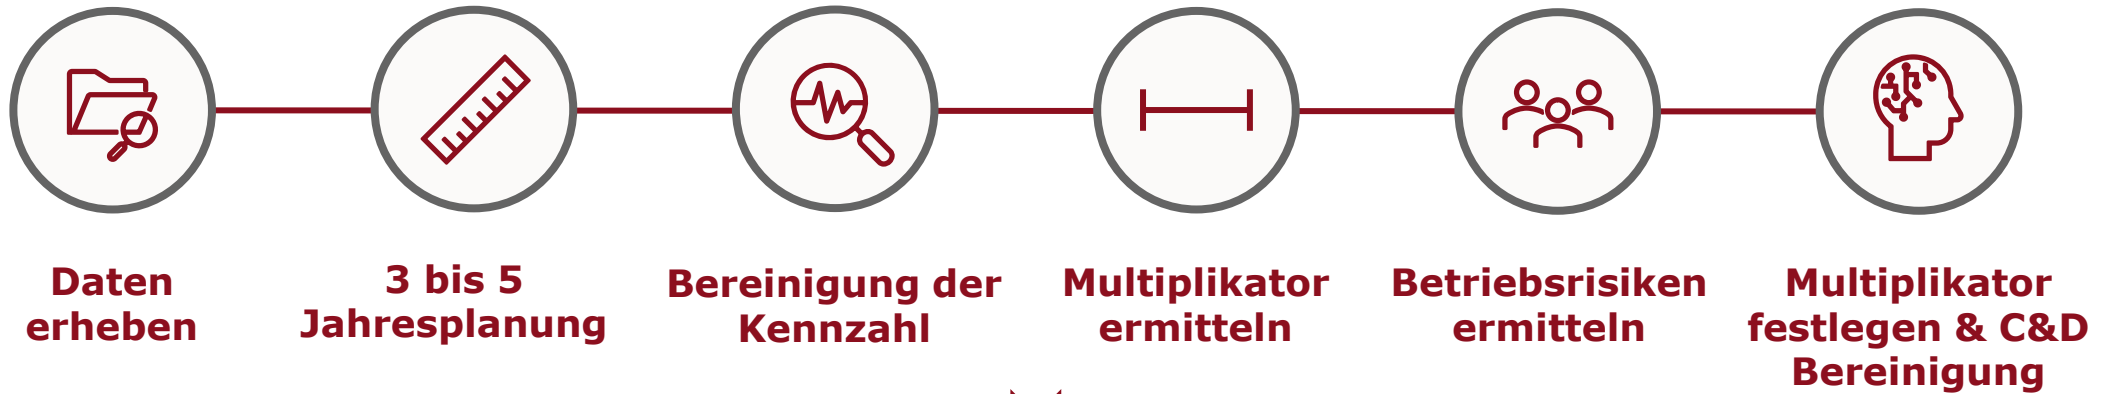 Daten
erheben
3 bis 5
Jahresplanung
Bereinigung der
Kennzahl
Multiplikator
ermitteln
Betriebsrisiken
ermitteln
Multiplikator
festlegen & C&D
Bereinigung